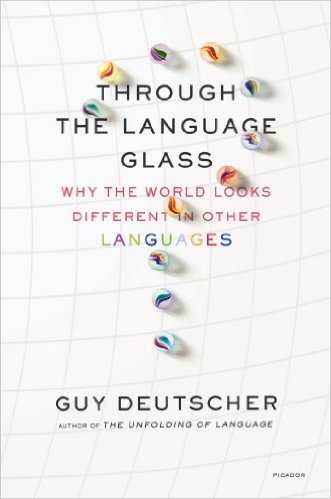 THROUGH
THE LANGUAGE
GLASS
WHY THE WORLD LOOKS
DIFFERENT IN OTHER
LANGUAGES
GUY DEUTSCHER
AUTHOR OF THE UNFOLDING OF LANGUAGE
PICADOR